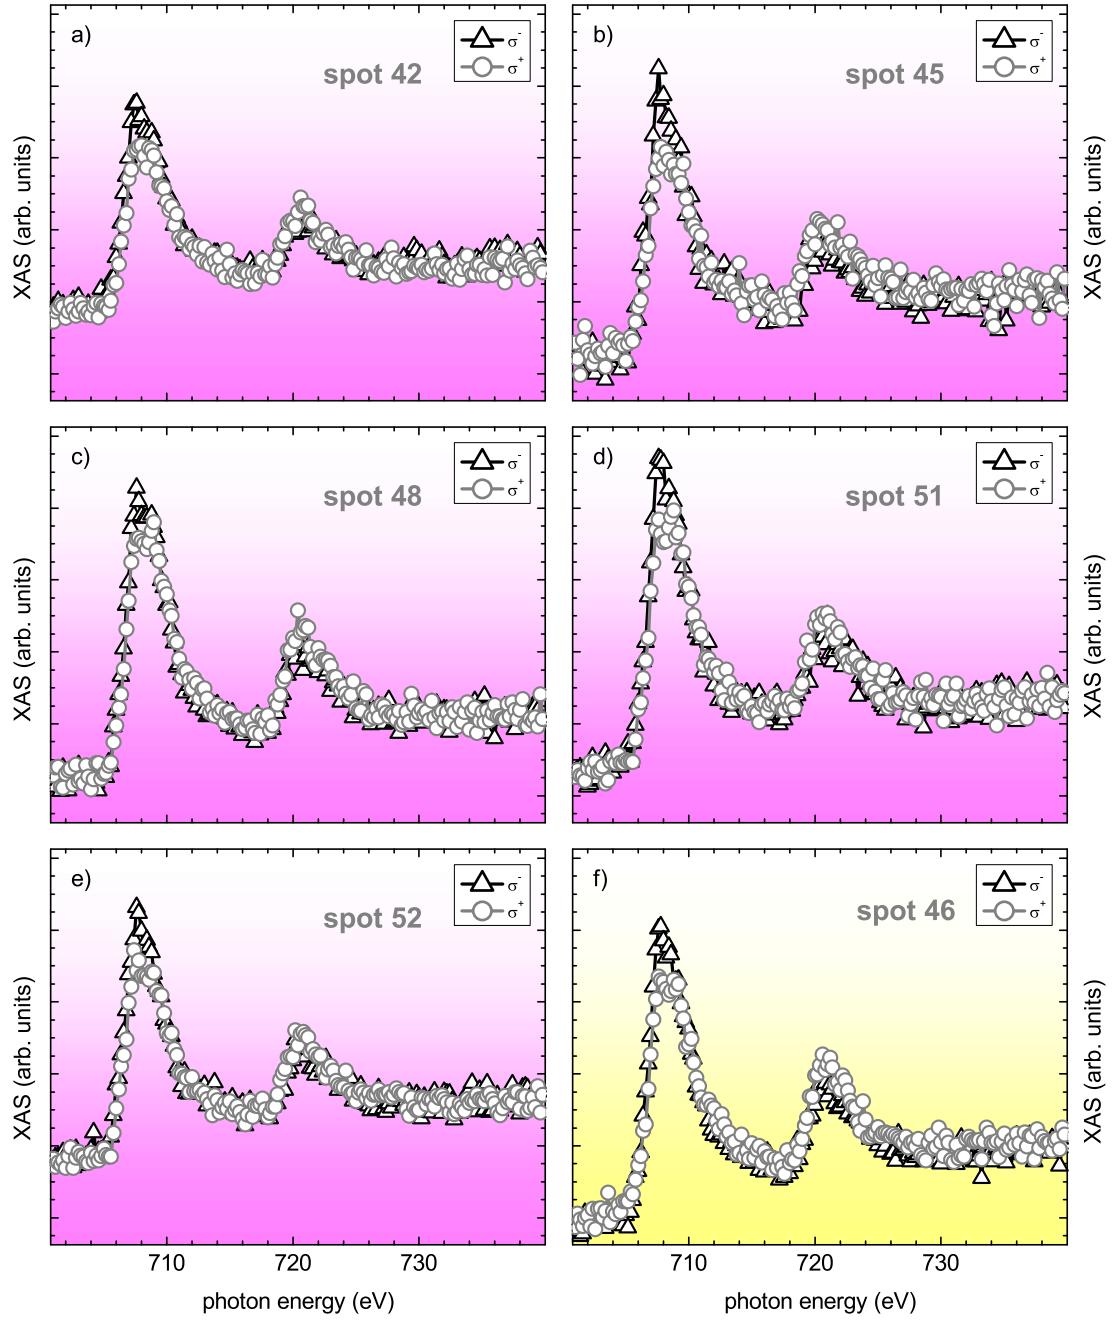 a)
σ-
σ+
spot 42
XAS (arb. units)
b)
σ-
σ+
spot 45
XAS (arb. units)
c)
σ-
σ+
spot 48
XAS (arb. units)
d)
σ-
σ+
spot 51
XAS (arb. units)
e)
σ-
σ+
spot 52
XAS (arb. units)
710 720 730
photon energy (eV)
f)
σ-
σ+
spot 46
XAS (arb. units)
710 720 730
photon energy (eV)